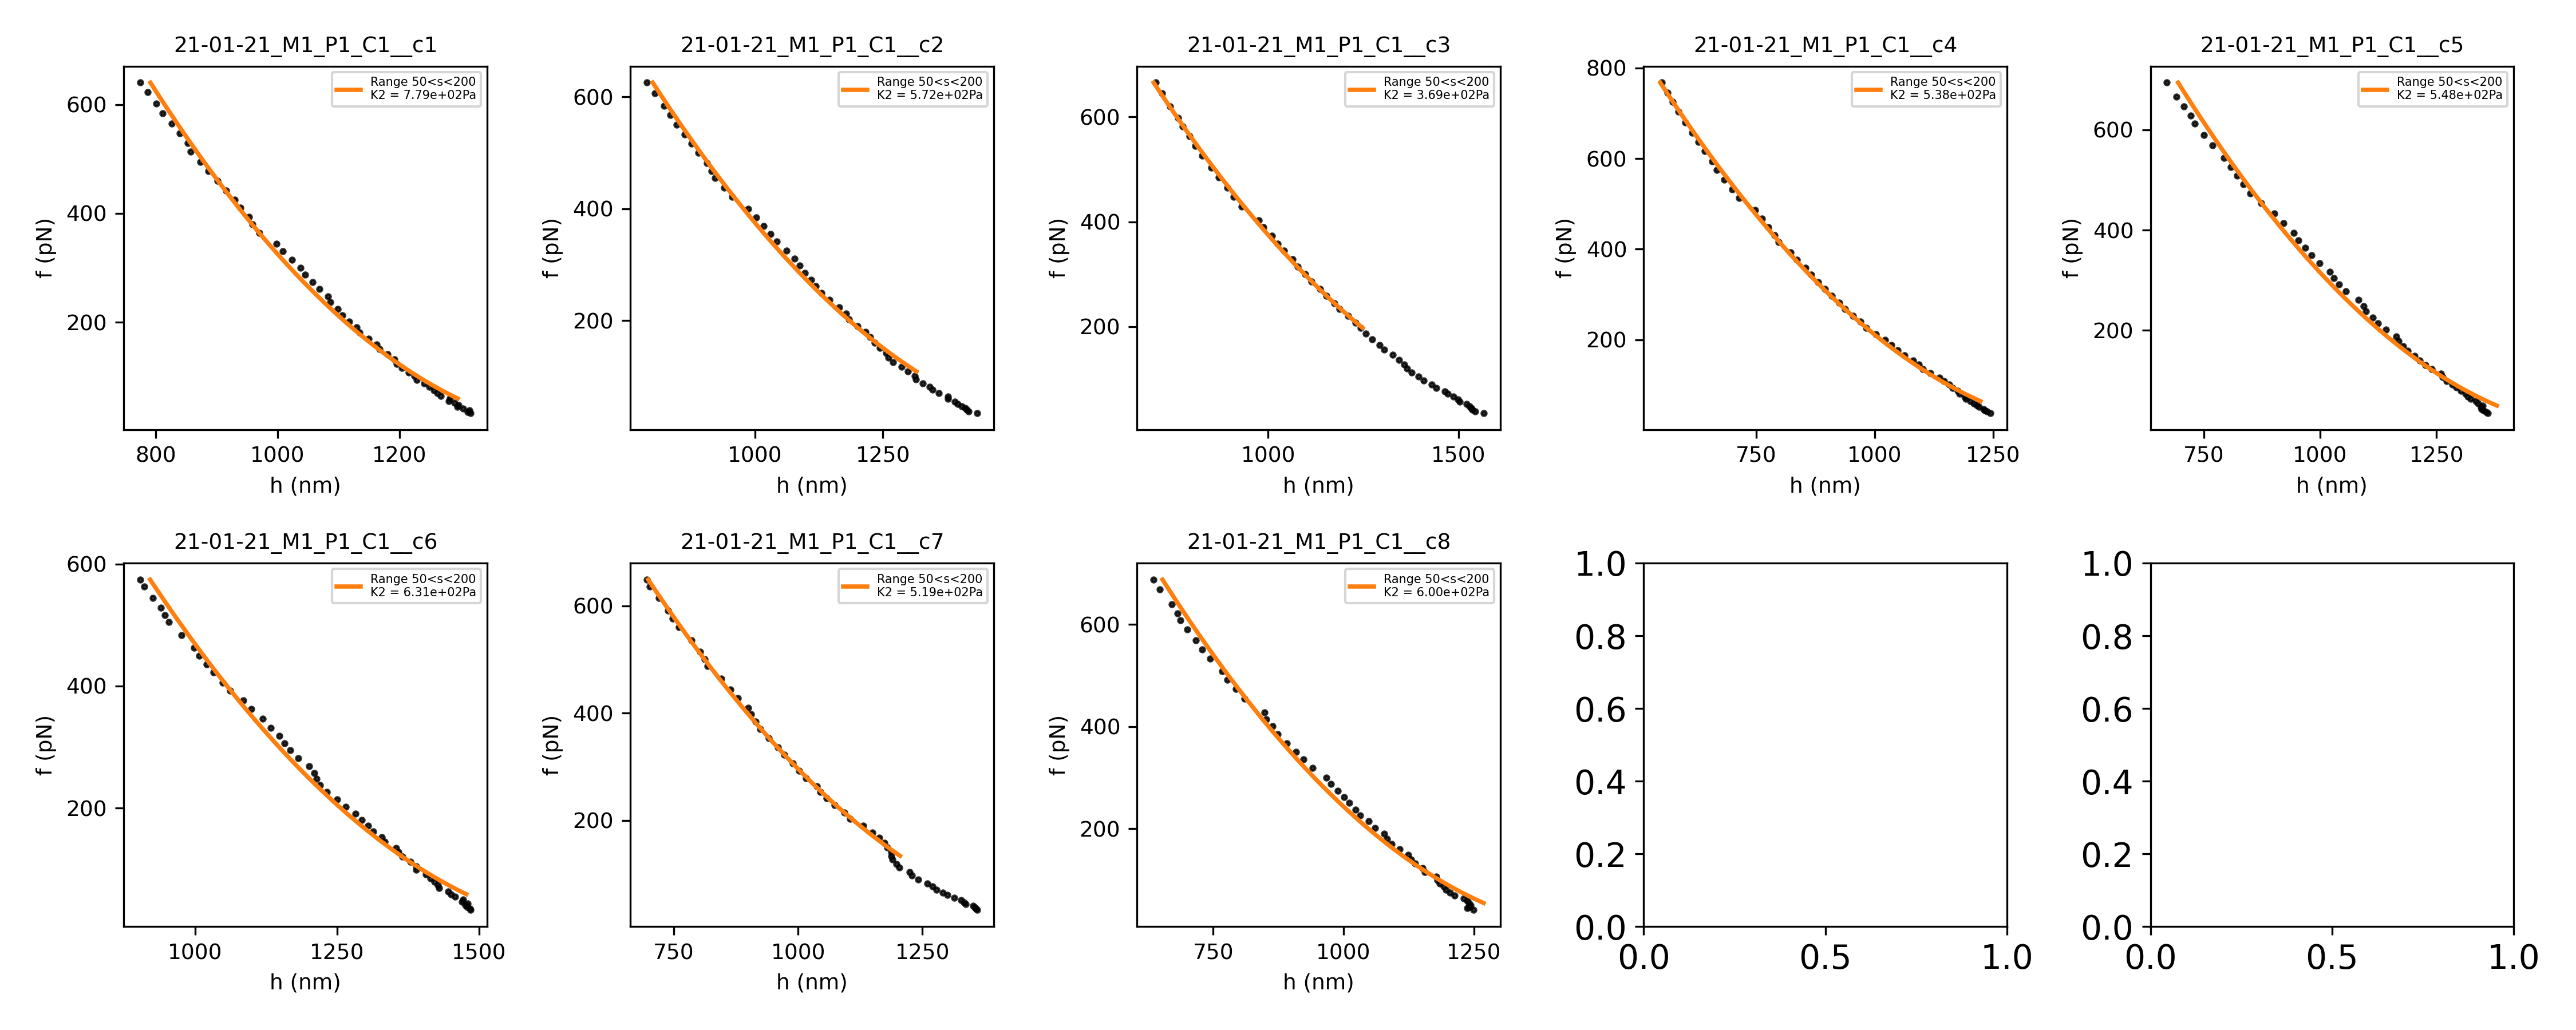 21-01-21_M1_P1_C1__c1
Range 50<s<200
K2 = 7.79e+02Pa
600
400
200
f (pN)
800
1000
1200
h (nm)
21-01-21_M1_P1_C1__c2
Range 50<s<200
K2 = 5.72e+02Pa
600
400
200
f (pN)
1000
1250
h (nm)
21-01-21_M1_P1_C1__c3
Range 50<s<200
K2 = 3.69e+02Pa
600
400
200
f (pN)
1000
1500
h (nm)
21-01-21_M1_P1_C1__c4
Range 50<s<200
K2 = 5.38e+02Pa
800
600
400
200
f (pN)
750
1000
1250
h (nm)
21-01-21_M1_P1_C1__c5
Range 50<s<200
K2 = 5.48e+02Pa
600
400
200
f (pN)
750
1000
1250
h (nm)
21-01-21_M1_P1_C1__c6
Range 50<s<200
K2 = 6.31e+02Pa
600
400
200
f (pN)
1000
1250
1500
h (nm)
21-01-21_M1_P1_C1__c7
Range 50<s<200
K2 = 5.19e+02Pa
600
400
200
f (pN)
750
1000
1250
h (nm)
21-01-21_M1_P1_C1__c8
Range 50<s<200
K2 = 6.00e+02Pa
600
400
200
f (pN)
750
1000
1250
h (nm)
1.0
0.8
0.6
0.4
0.2
0.0
0.0
0.5
1.0
1.0
0.8
0.6
0.4
0.2
0.0
0.0
0.5
1.0